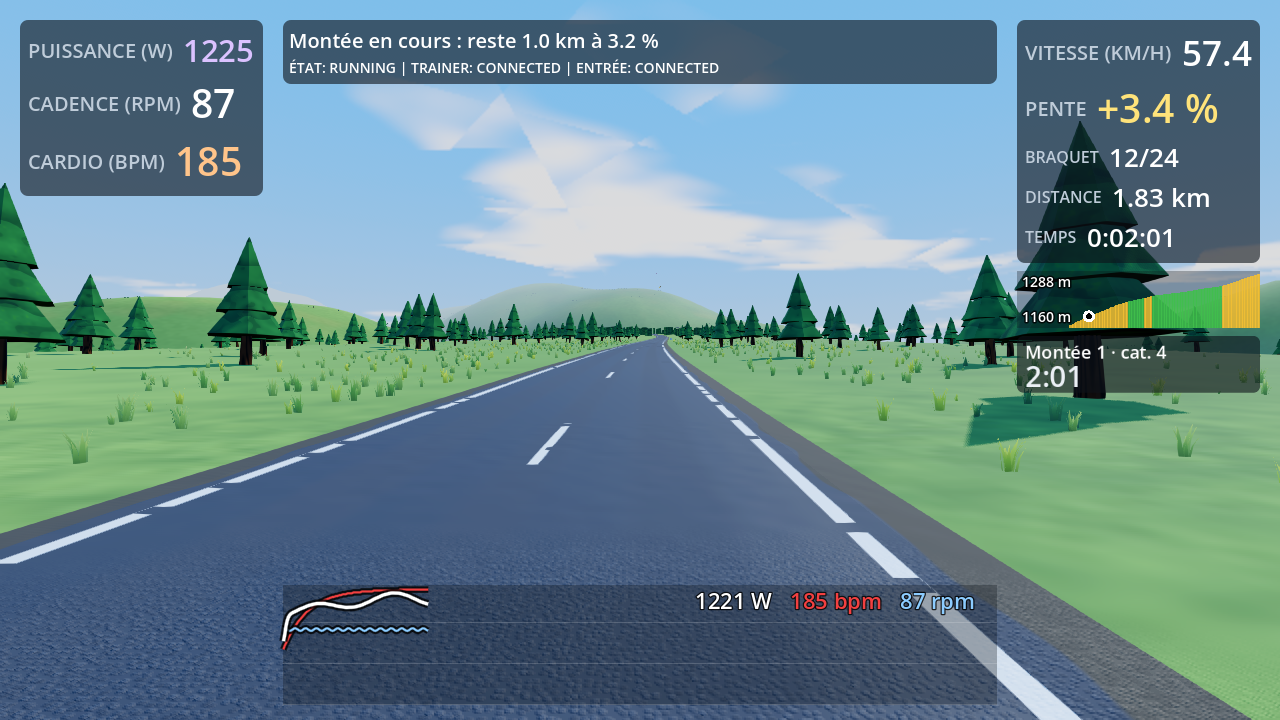 PUISSANCE (W) 1225
CADENCE (RPM) 87
CARDIO (BPM) 185
Montée en cours : reste 1.0 km à 3.2 %
ÉTAT: RUNNING | TRAINER: CONNECTED | ENTRÉE: CONNECTED
VITESSE (KM/H) 57.4
PENTE +3.4 %
BRAQUET 12/24
DISTANCE 1.83 km
TEMPS 0:02:01
1288 m
1160 m
Montée 1 · cat. 4
2:01
1221 W 185 bpm 87 rpm